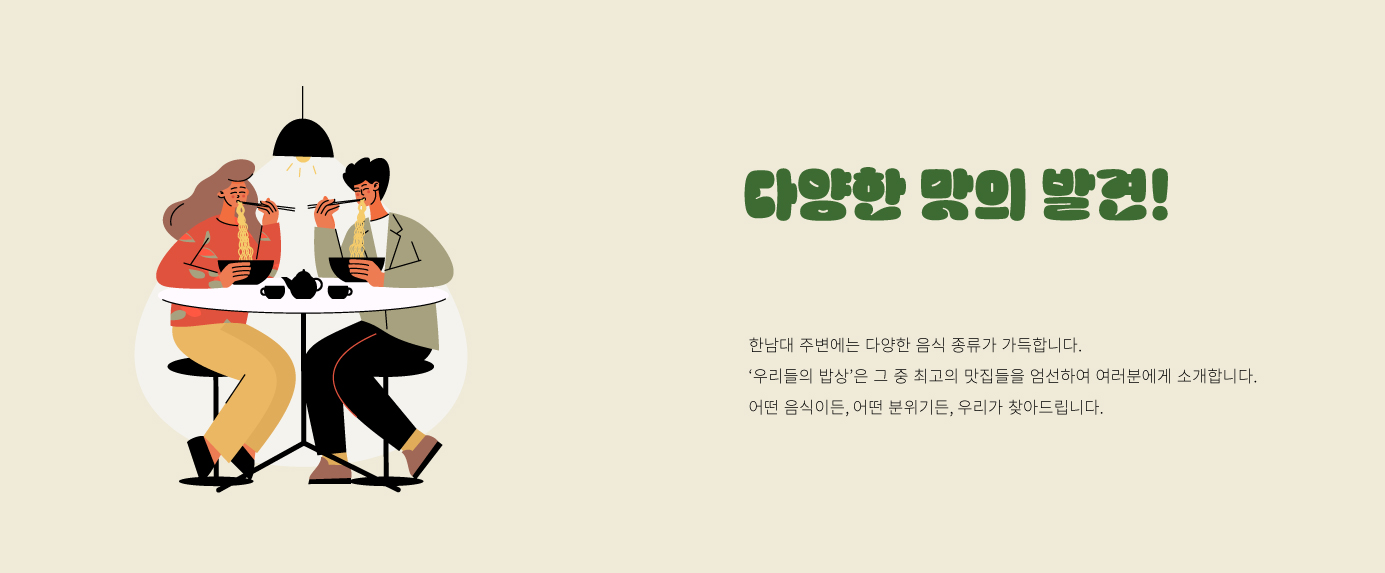 다양한 맛의 발견!
한남대 주변에는 다양한 음식 종류가 가득합니다.
‘우리들의 밥상’은 그 중 최고의 맛집들을 엄선하여 여러분에게 소개합니다.
어떤 음식이든, 어떤 분위기든, 우리가 찾아드립니다.